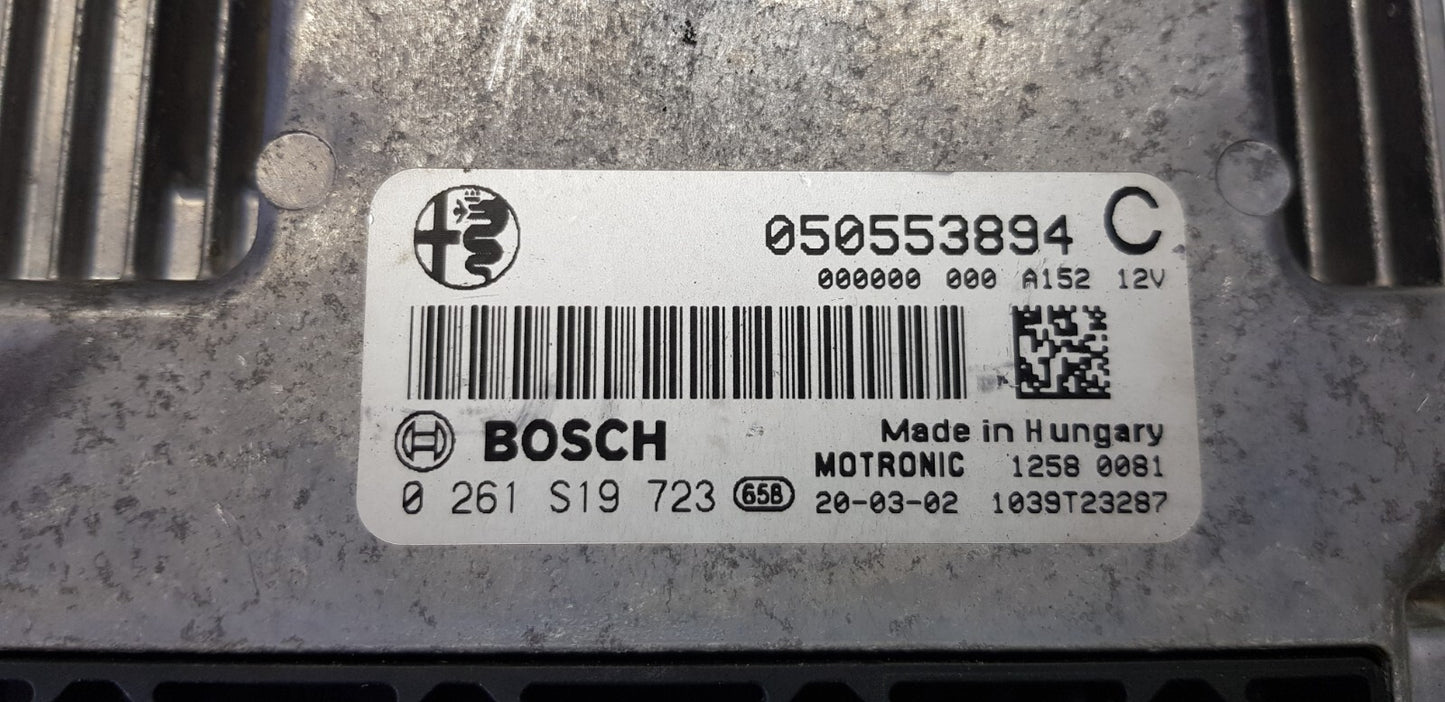 050553894 C
000000 000 A152 12V
BOSCH
Made in Hungary
MOTRONIC 1258 0081
0 261 S19 723 65B 20-03-02 1039T23287